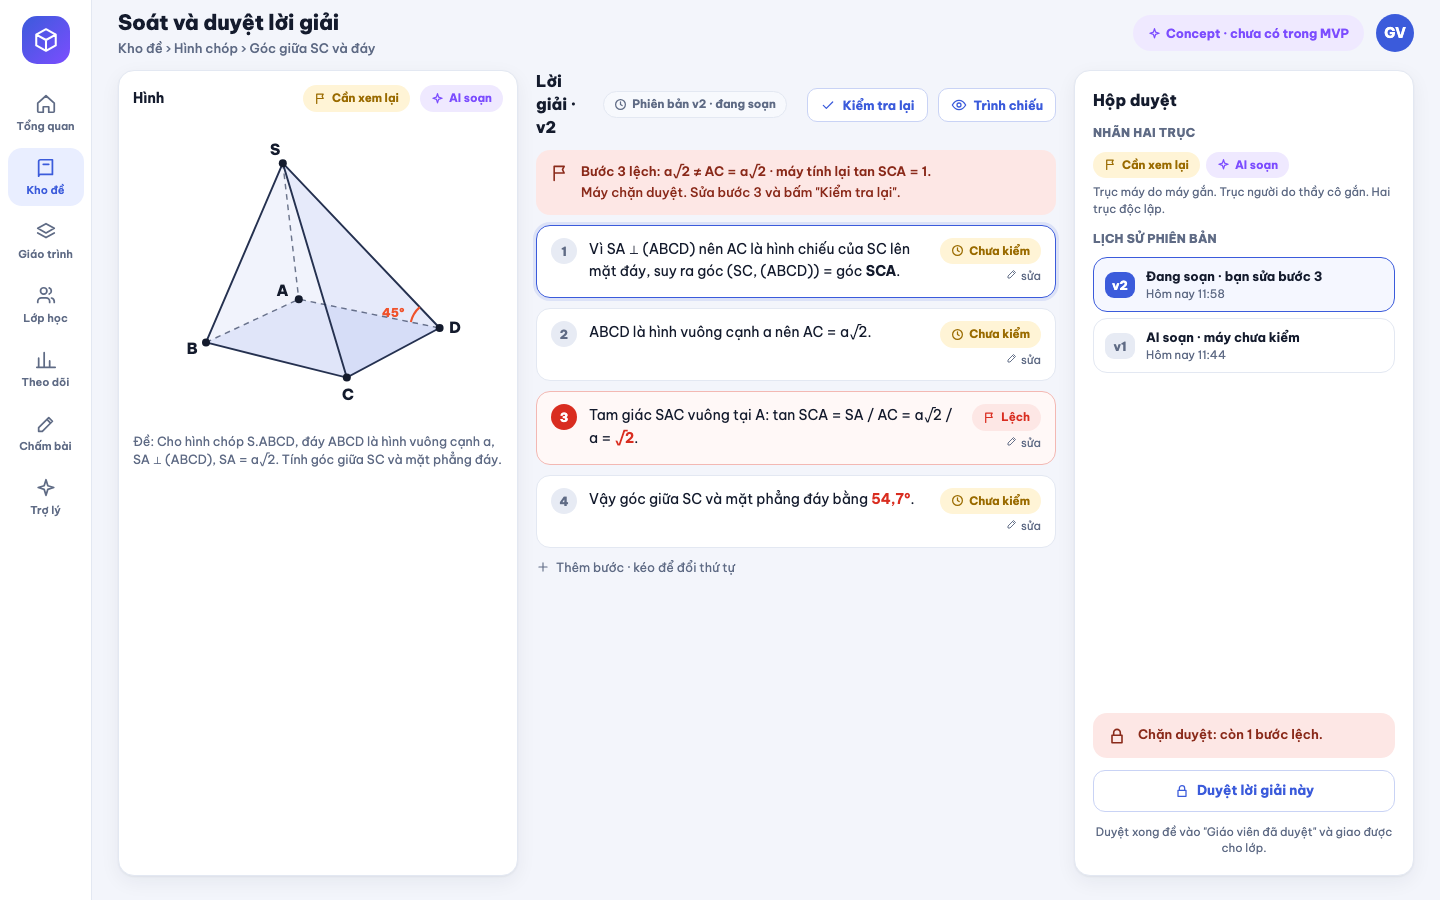 Soát và duyệt lời giải
Kho đề › Hình chóp › Góc giữa SC và đáy
Concept · chưa có trong MVP
GV
Tổng quan
Kho đề
Giáo trình
Lớp học
Theo dõi
Chấm bài
Trợ lý
Hình
Cần xem lại
AI soạn
S
A
45°
D
B
C
Đề: Cho hình chóp S.ABCD, đáy ABCD là hình vuông cạnh a,
SA ⊥ (ABCD), SA = a√2. Tính góc giữa SC và mặt phẳng đáy.
Lời
giải ·
v2
Phiên bản v2 · đang soạn
Kiểm tra lại
Trình chiếu
Bước 3 lệch: a√2 ≠ AC = a√2 · máy tính lại tan SCA = 1.
Máy chặn duyệt. Sửa bước 3 và bấm "Kiểm tra lại".
1
Vì SA ⊥ (ABCD) nên AC là hình chiếu của SC lên
mặt đáy, suy ra góc (SC, (ABCD)) = góc SCA.
Chưa kiểm
sửa
2
ABCD là hình vuông cạnh a nên AC = a√2.
Chưa kiểm
sửa
3
Tam giác SAC vuông tại A: tan SCA = SA / AC = a√2 /
a = √2.
Lệch
sửa
4
Vậy góc giữa SC và mặt phẳng đáy bằng 54,7°.
Chưa kiểm
sửa
Thêm bước · kéo để đổi thứ tự
Hộp duyệt
NHÃN HAI TRỤC
Cần xem lại
AI soạn
Trục máy do máy gắn. Trục người do thầy cô gắn. Hai
trục độc lập.
LỊCH SỬ PHIÊN BẢN
v2
Đang soạn · bạn sửa bước 3
Hôm nay 11:58
v1
AI soạn · máy chưa kiểm
Hôm nay 11:44
Chặn duyệt: còn 1 bước lệch.
Duyệt lời giải này
Duyệt xong đề vào "Giáo viên đã duyệt" và giao được
cho lớp.